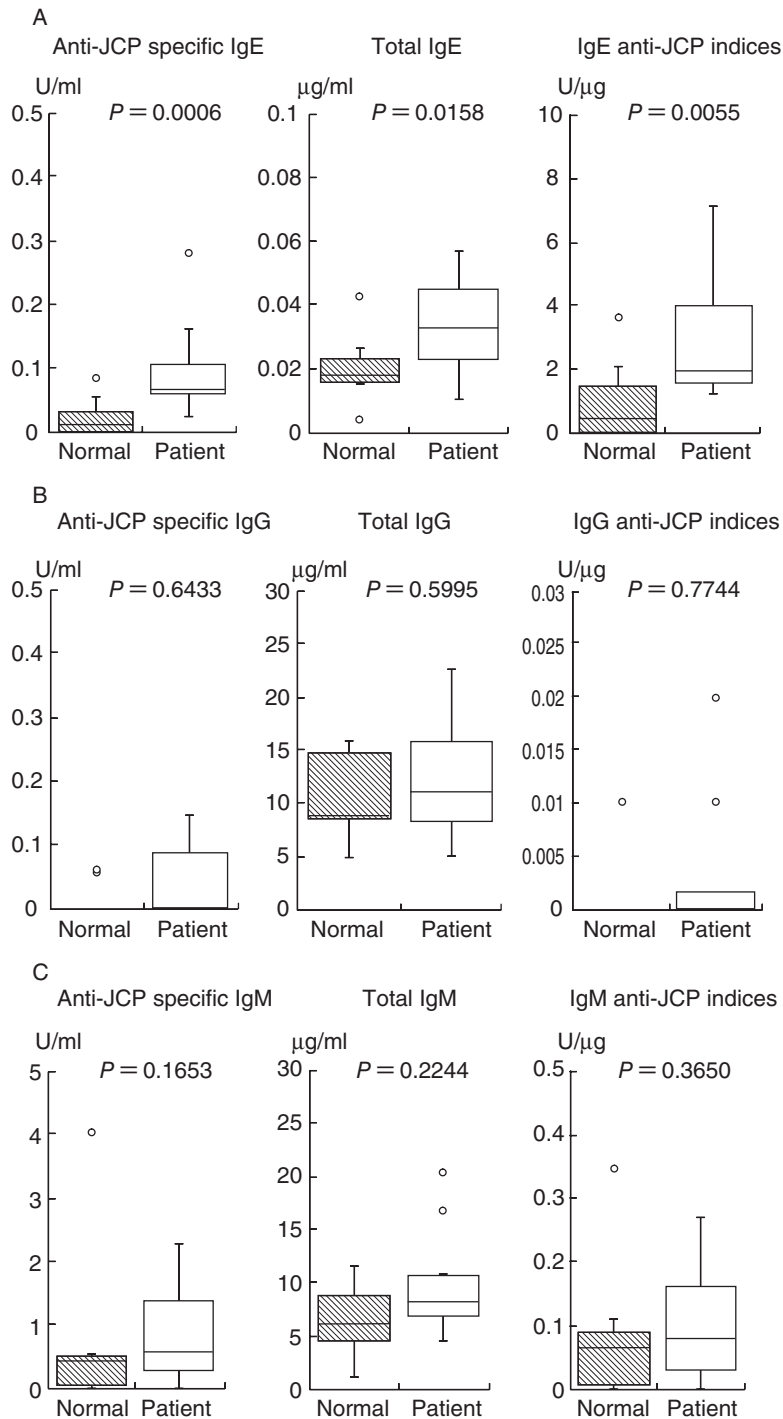 A
Anti-JCP specific IgE Total IgE IgE anti-JCP indices
U/ml μg/ml U/μg
P = 0.0006 P = 0.0158 P = 0.0055
0.5 0.1 10
0.4 0.08 8
0.3 0.06 6
0.2 0.04 4
0.1 0.02 2
0 0 0
Normal Patient Normal Patient Normal Patient
B
Anti-JCP specific IgG Total IgG IgG anti-JCP indices
U/ml μg/ml U/μg
P = 0.6433 P = 0.5995 P = 0.7744
0.5 30 0.03
25 0.025
0.4
20 0.02
0.3
15 0.015
0.2
10 0.01
0.1
5 0.005
0 0 0
Normal Patient Normal Patient Normal Patient
C
Anti-JCP specific IgM Total IgM IgM anti-JCP indices
U/ml μg/ml U/μg
P = 0.1653 P = 0.2244 P = 0.3650
5 30 0.5
25
4 0.4
20
3 0.3
15
2 0.2
10
1 0.1
5
0 0 0
Normal Patient Normal Patient Normal Patient